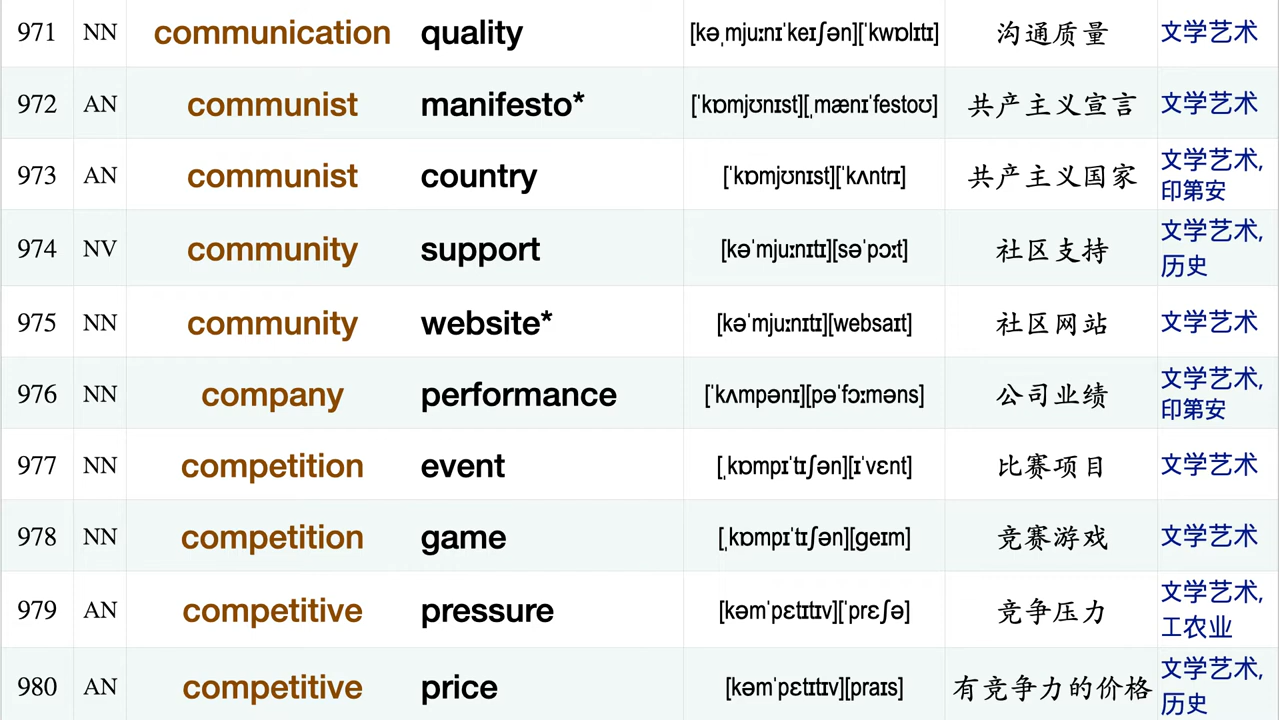 971 NN communication quality [kəˌmjuːnɪˈkeɪʃən][ˈkwɒlɪtɪ] 沟通质量 文学艺术
972 AN communist manifesto* [ˈkɒmjʊnɪst][ˌmænɪˈfestoʊ] 共产主义宣言 文学艺术
973 AN communist country [ˈkɒmjʊnɪst][ˈkʌntrɪ] 共产主义国家 文学艺术,
印第安
974 NV community support [kəˈmjuːnɪtɪ][səˈpɔːt] 社区支持 文学艺术,
历史
975 NN community website* [kəˈmjuːnɪtɪ][websaɪt] 社区网站 文学艺术
976 NN company performance [ˈkʌmpənɪ][pəˈfɔːməns] 公司业绩 文学艺术,
印第安
977 NN competition event [ˌkɒmpɪˈtɪʃən][ɪˈvɛnt] 比赛项目 文学艺术
978 NN competition game [ˌkɒmpɪˈtɪʃən][geɪm] 竞赛游戏 文学艺术
979 AN competitive pressure [kəmˈpɛtɪtɪv][ˈprɛʃə] 竞争压力 文学艺术,
工农业
980 AN competitive price [kəmˈpɛtɪtɪv][praɪs] 有竞争力的价格 文学艺术,
历史